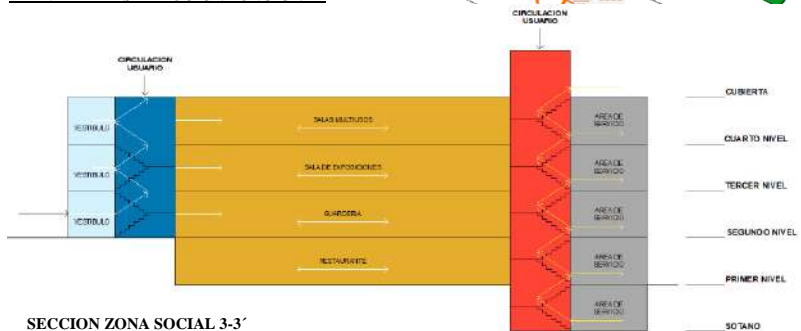 CIRCULACION
USUARIO
CIRCULACION
USUARIO
CUBIERTA
VESTIBULO
SALAS MULTIUSOS
AREA DE
SERVICIO
CUARTO NIVEL
VESTIBULO
SALA DE EXPOSICIONES
AREA DE
SERVICIO
TERCER NIVEL
VESTIBULO
GUARDERIA
AREA DE
SERVICIO
SEGUNDO NIVEL
RESTAURANTE
AREA DE
SERVICIO
PRIMER NIVEL
AREA DE
SERVICIO
SECCION ZONA SOCIAL 3-3´
SOTANO